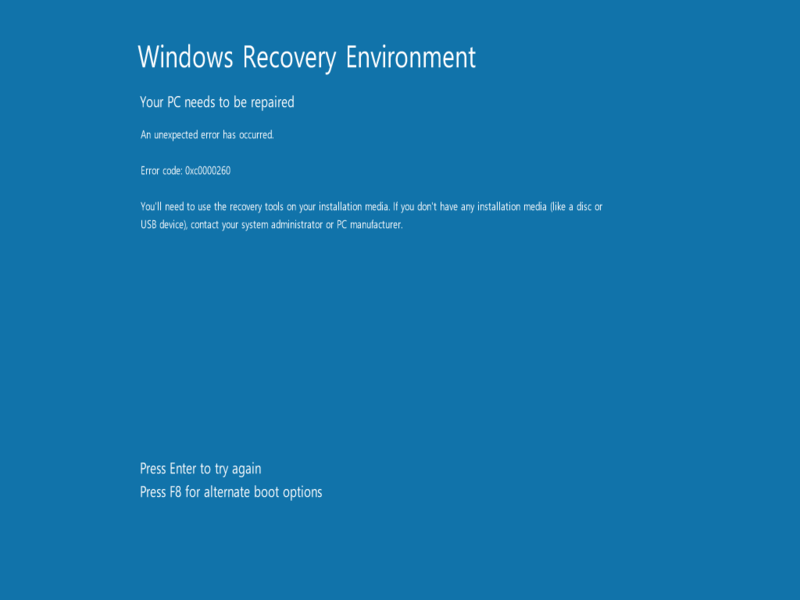 Windows Recovery Environment
Your PC needs to be repaired
An unexpected error has occurred.
Error code: 0xc0000260
You'll need to use the recovery tools on your installation media. If you don't have any installation media (like a disc or
USB device), contact your system administrator or PC manufacturer.
Press Enter to try again
Press F8 for alternate boot options